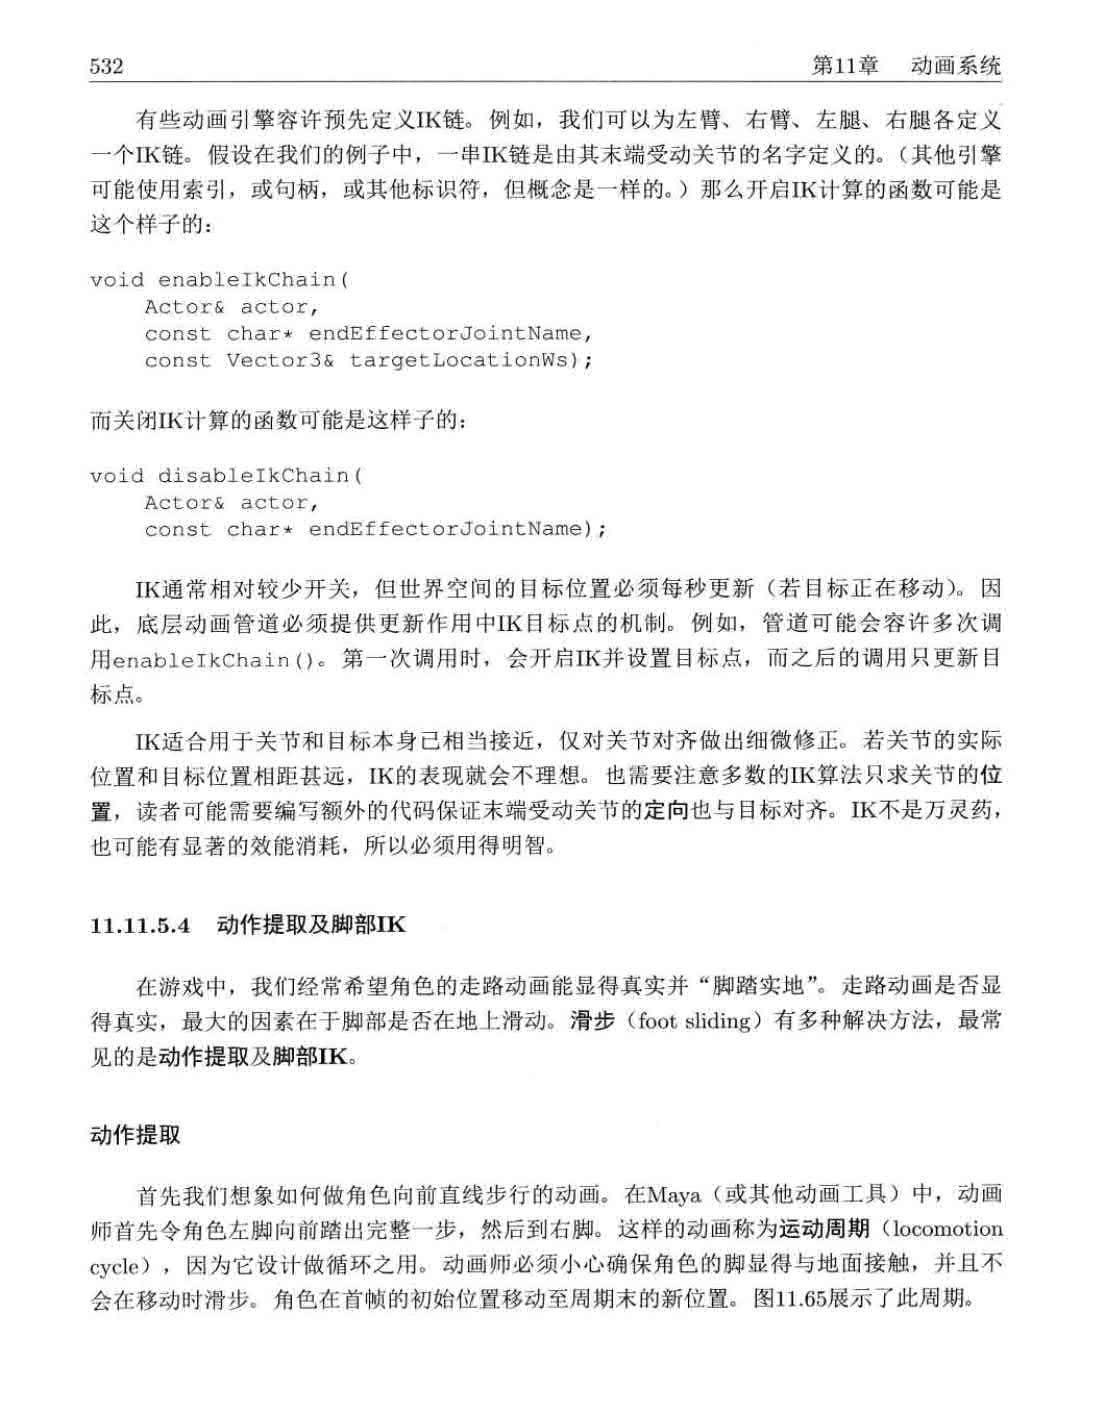 532 第11章 动画系统
有些动画引擎容许预先定义IK链。例如，我们可以为左臂、右臂、左腿、右腿各定义
一个IK链。假设在我们的例子中，一串IK链是由其末端受动关节的名字定义的。（其他引擎
可能使用索引，或句柄，或其他标识符，但概念是一样的。）那么开启IK计算的函数可能是
这个样子的：
void enableIkChain(
Actor& actor,
const char* endEffectorJointName,
const Vector3& targetLocationWs);
而关闭IK计算的函数可能是这样子的：
void disableIkChain(
Actor& actor,
const char* endEffectorJointName);
IK通常相对较少开关，但世界空间的目标位置必须每秒更新（若目标正在移动）。因
此，底层动画管道必须提供更新作用中IK目标点的机制。例如，管道可能会容许多次调
用enableIkChain()。第一次调用时，会开启IK并设置目标点，而之后的调用只更新目
标点。
IK适合用于关节和目标本身已相当接近，仅对关节对齐做出细微修正。若关节的实际
位置和目标位置相距甚远，IK的表现就会不理想。也需要注意多数的IK算法只求关节的位
置，读者可能需要编写额外的代码保证末端受动关节的定向也与目标对齐。IK不是万灵药，
也可能有显著的效能消耗，所以必须用得明智。
11.11.5.4 动作提取及脚部IK
在游戏中，我们经常希望角色的走路动画能显得真实并“脚踏实地”。走路动画是否显
得真实，最大的因素在于脚部是否在地上滑动。滑步（foot sliding）有多种解决方法，最常
见的是动作提取及脚部IK。
动作提取
首先我们想象如何做角色向前直线步行的动画。在Maya（或其他动画工具）中，动画
师首先令角色左脚向前踏出完整一步，然后到右脚。这样的动画称为运动周期（locomotion
cycle），因为它设计做循环之用。动画师必须小心确保角色的脚显得与地面接触，并且不
会在移动时滑步。角色在首帧的初始位置移动至周期末的新位置。图11.65展示了此周期。